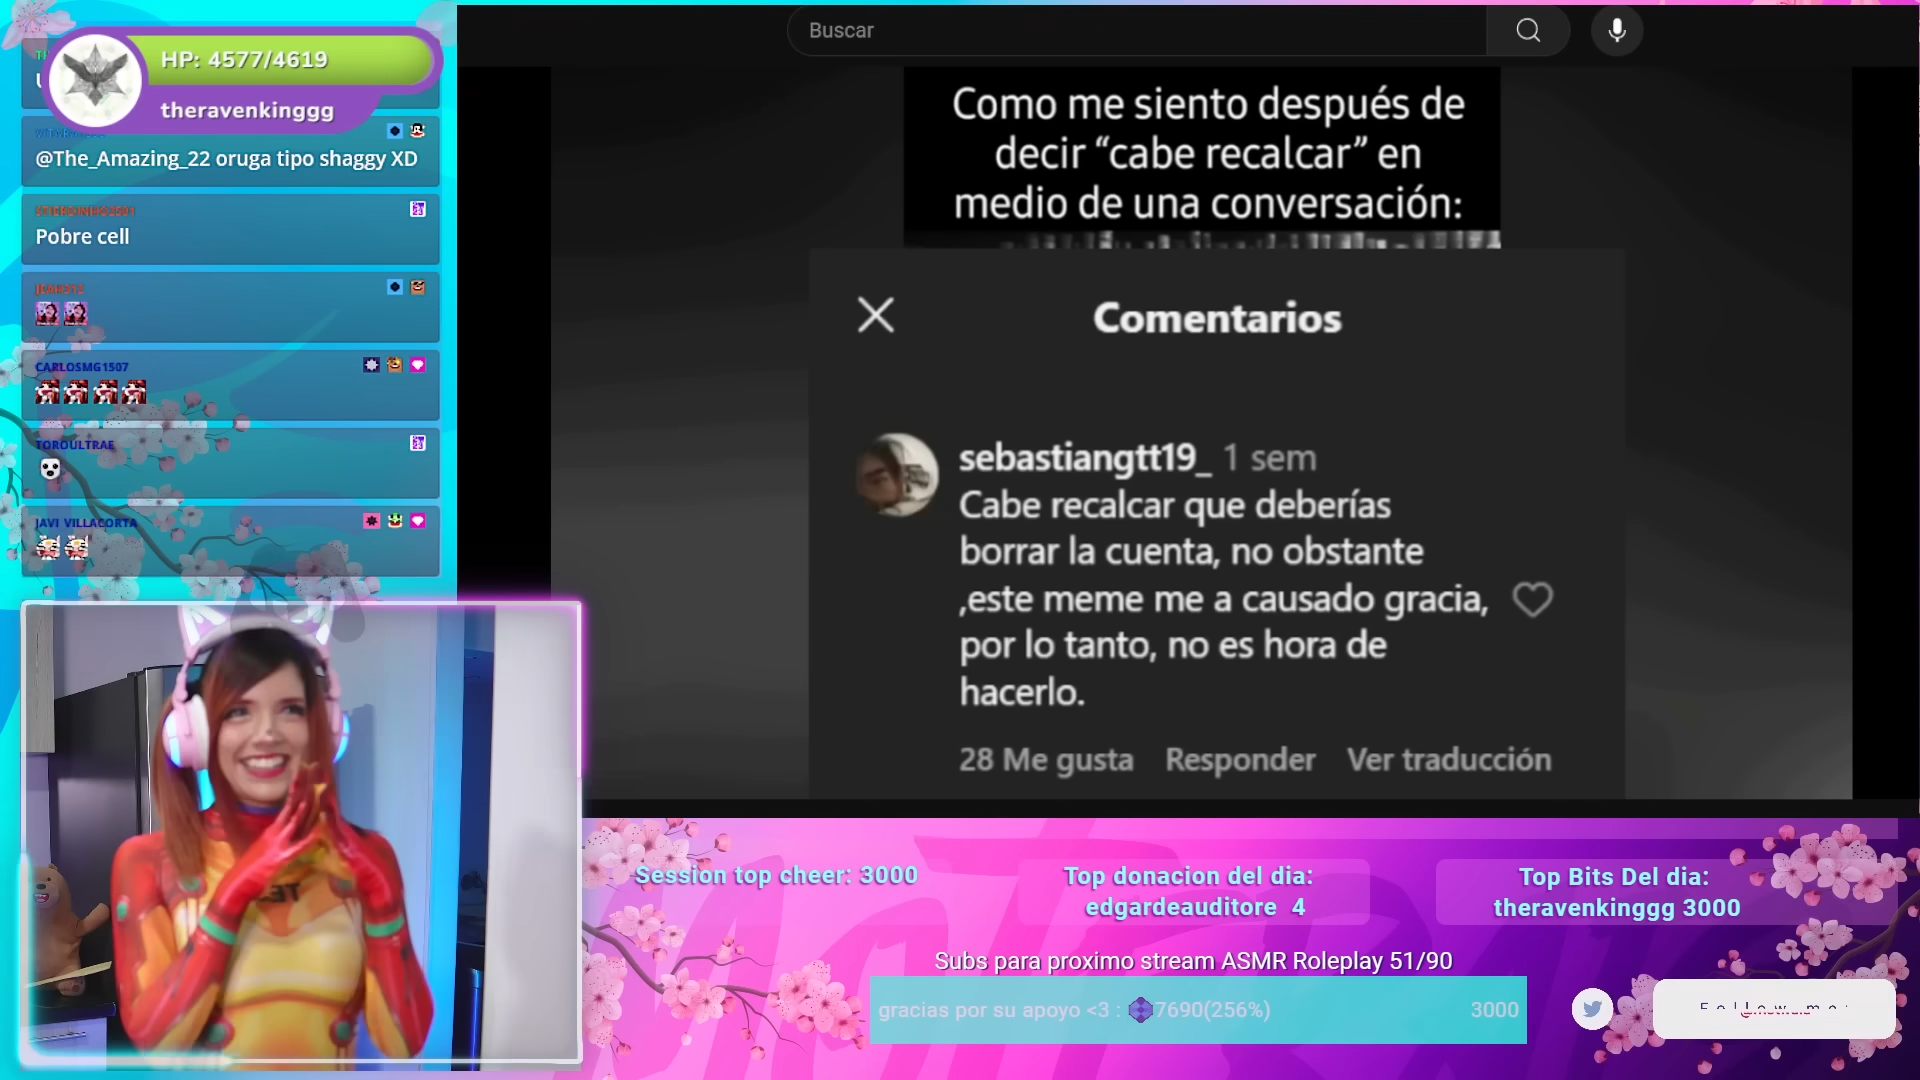 HP: 4577/4619
theravenkinggg
@The_Amazing_22 oruga tipo shaggy XD
Pobre cell
CARLOSMG1507
TOROULTRAE
JAVI VILLACORTA
Buscar
Como me siento después de
decir “cabe recalcar” en
medio de una conversación:
Comentarios
sebastiangtt19_ 1 sem
Cabe recalcar que deberías
borrar la cuenta, no obstante
,este meme me a causado gracia,
por lo tanto, no es hora de
hacerlo.
28 Me gusta Responder Ver traducción
Session top cheer: 3000
Top donacion del dia:
edgardeauditore 4
Top Bits Del dia:
theravenkinggg 3000
Subs para proximo stream ASMR Roleplay 51/90
gracias por su apoyo <3 : 7690(256%)
3000